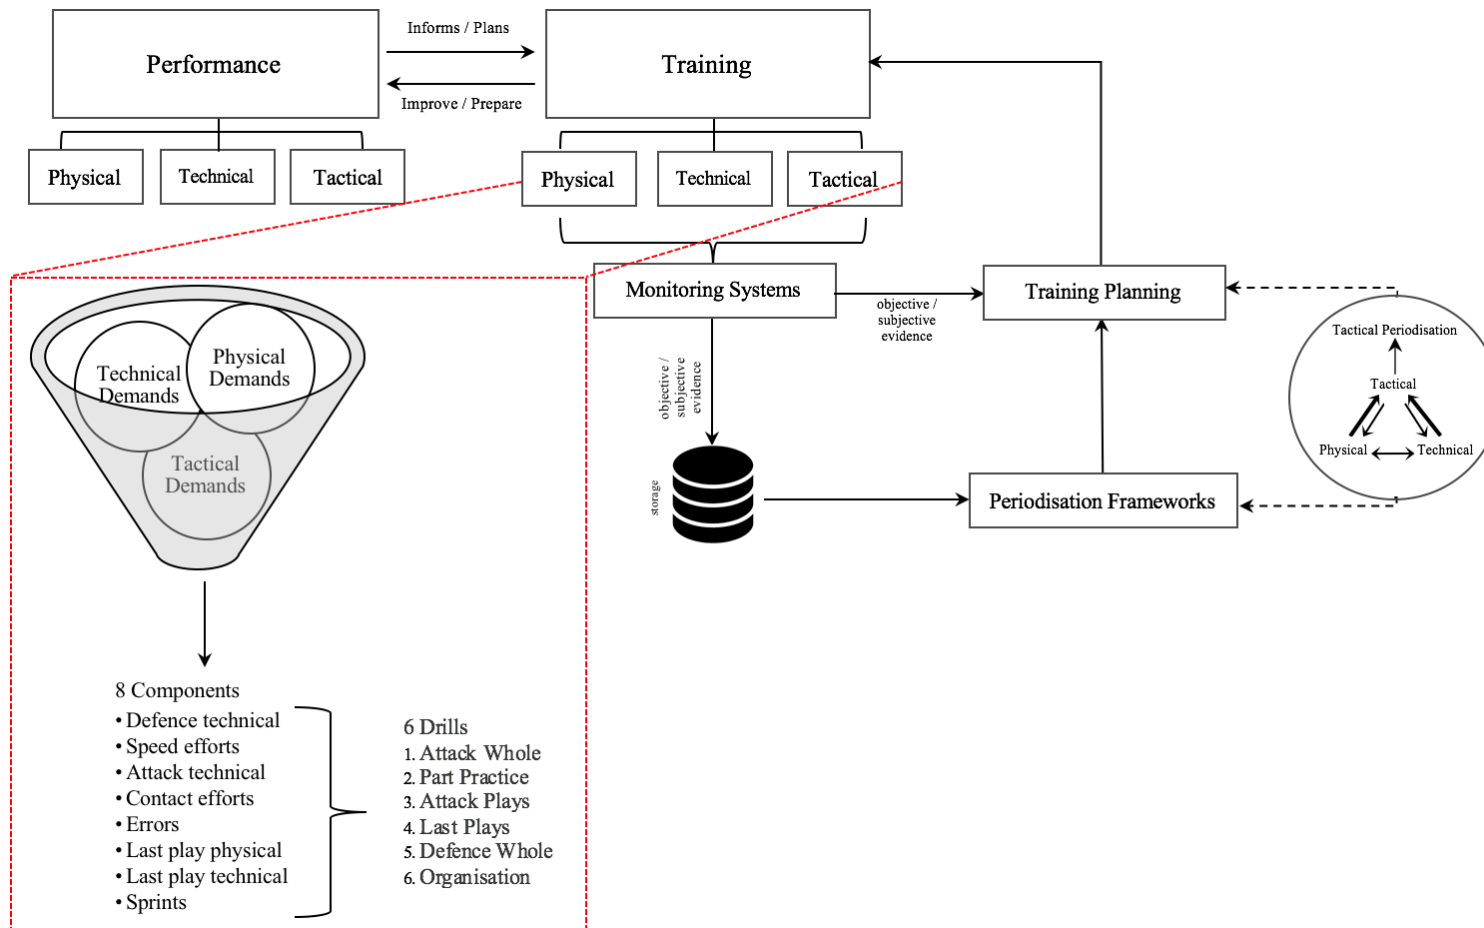 Performance
Informs / Plans
Improve / Prepare
Training
Physical
Technical
Tactical
Physical
Technical
Tactical
Monitoring Systems
objective /
subjective
evidence
Training Planning
objective /
subjective
evidence
storage
Periodisation Frameworks
Tactical Periodisation
Tactical
Physical
Technical
Technical
Demands
Physical
Demands
Tactical
Demands
8 Components
• Defence technical
• Speed efforts
• Attack technical
• Contact efforts
• Errors
• Last play physical
• Last play technical
• Sprints
6 Drills
1. Attack Whole
2. Part Practice
3. Attack Plays
4. Last Plays
5. Defence Whole
6. Organisation